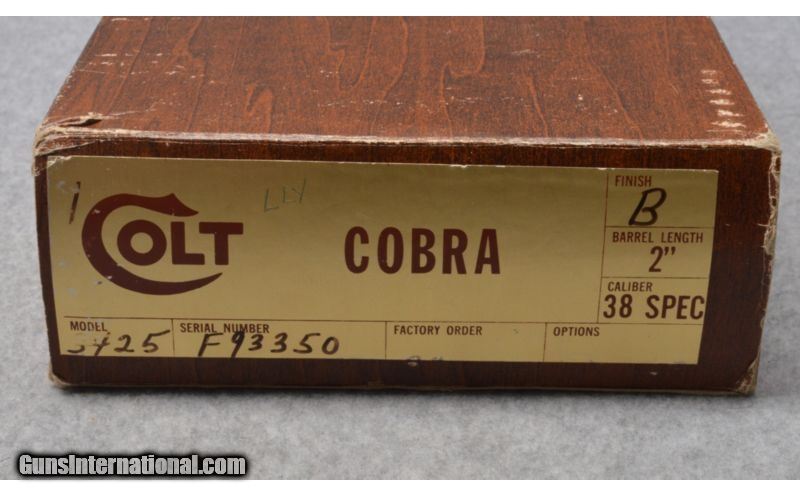 LLY
COLT
COBRA
FINISH
B
BARREL LENGTH
2"
CALIBER
38 SPEC
MODEL
3425
SERIAL NUMBER
F93350
FACTORY ORDER
OPTIONS
GunsInternational.com